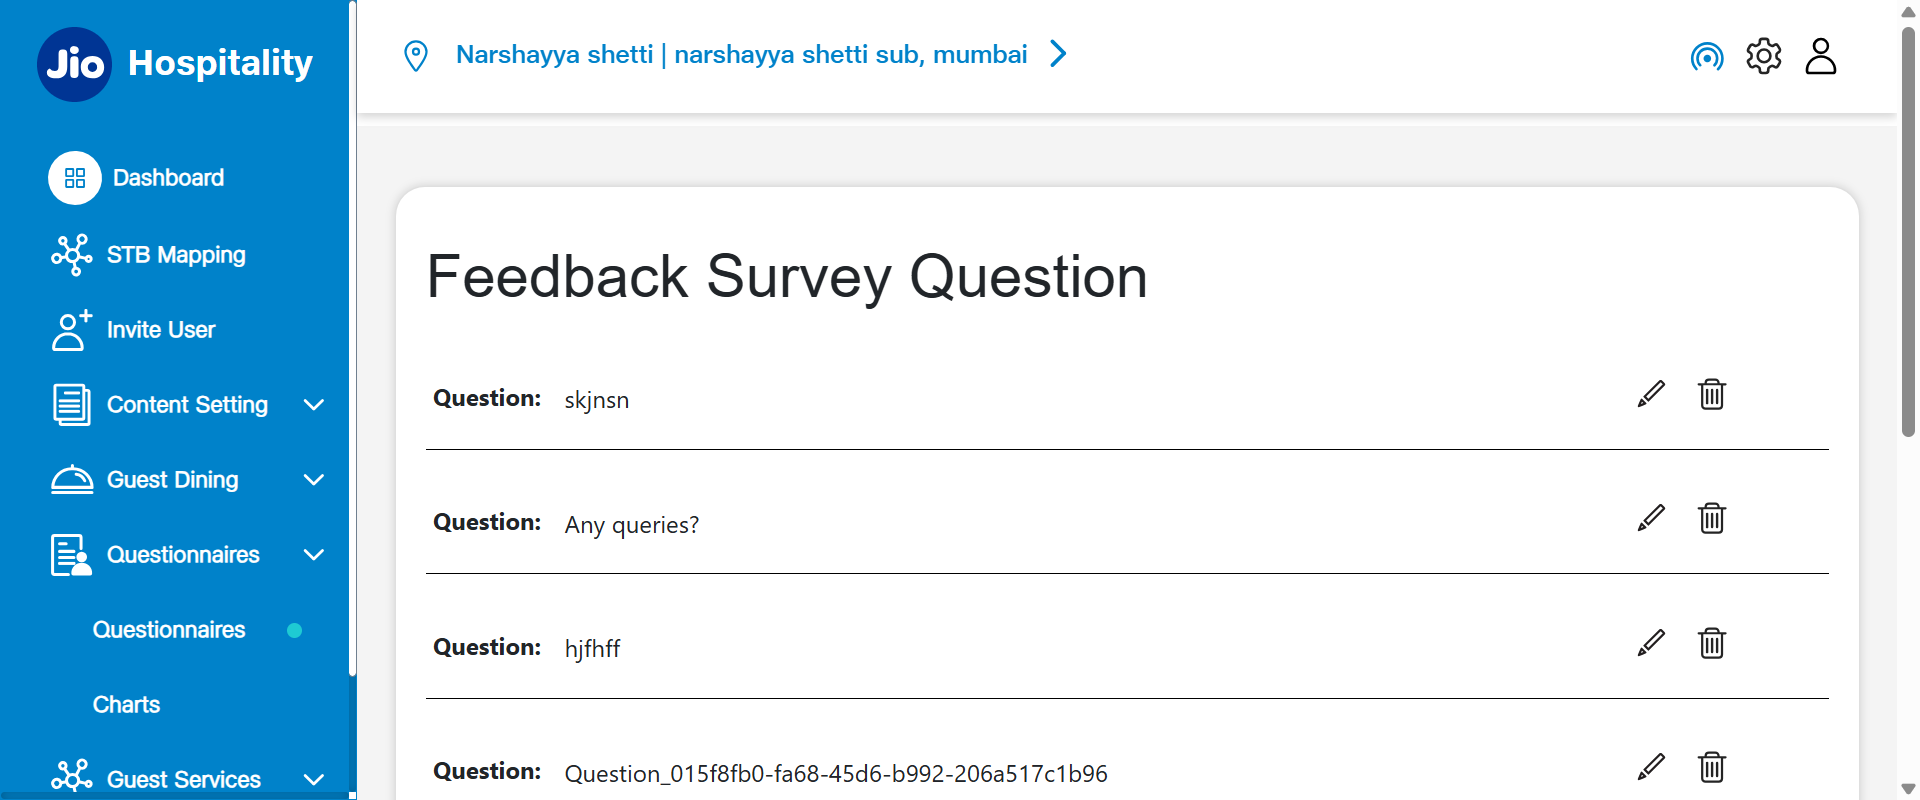 Jio Hospitality
Narshayya shetti | narshayya shetti sub, mumbai
Dashboard
STB Mapping
Invite User
Content Setting
Guest Dining
Questionnaires
Questionnaires
Charts
Guest Services
Feedback Survey Question
Question: skjnsn
Question: Any queries?
Question: hjfhff
Question: Question_015f8fb0-fa68-45d6-b992-206a517c1b96